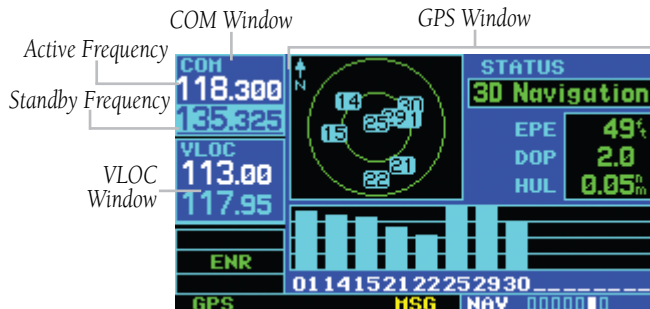 COM Window
GPS Window
Active Frequency
Standby Frequency
VLOC
Window
COM
118.300
135.325
VLOC
113.00
117.95
ENR
GPS
N
14
30
29
25
15
21
22
STATUS
3D Navigation
EPE 49ft
DOP 2.0
HUL 0.05nm
01 14 15 21 22 25 29 30 _ _ _ _
MSG
NAV